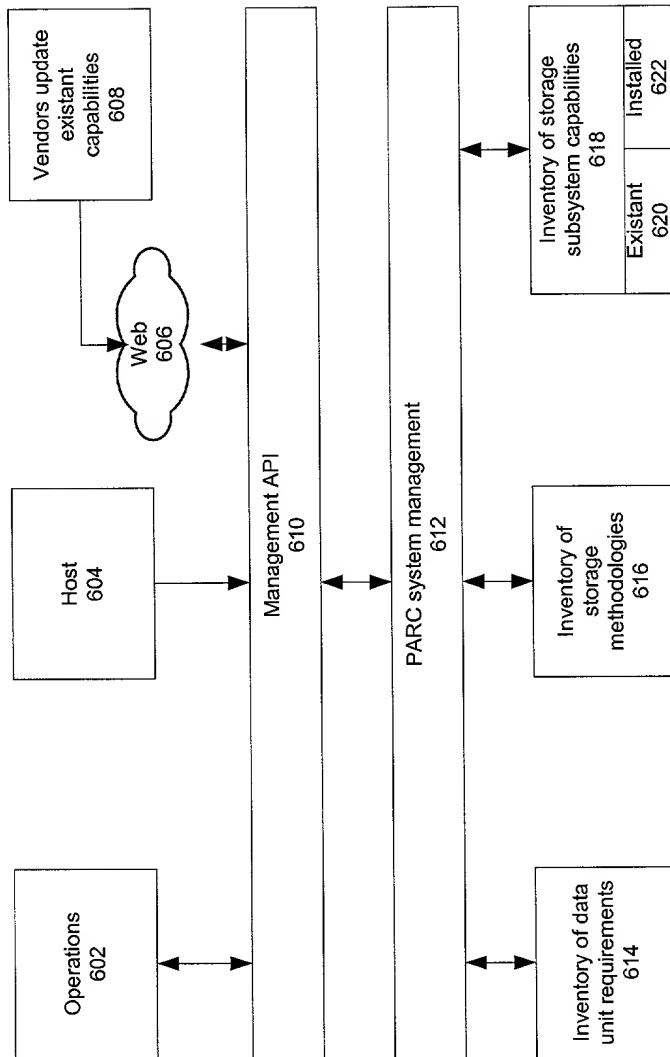 Operations
602
Host
604
Web
606
Vendors update
existant
capabilities
608
Management API
610
PARC system management
612
Inventory of data
unit requirements
614
Inventory of
storage
methodologies
616
Inventory of storage
subsystem capabilities
618
Existant
620
Installed
622